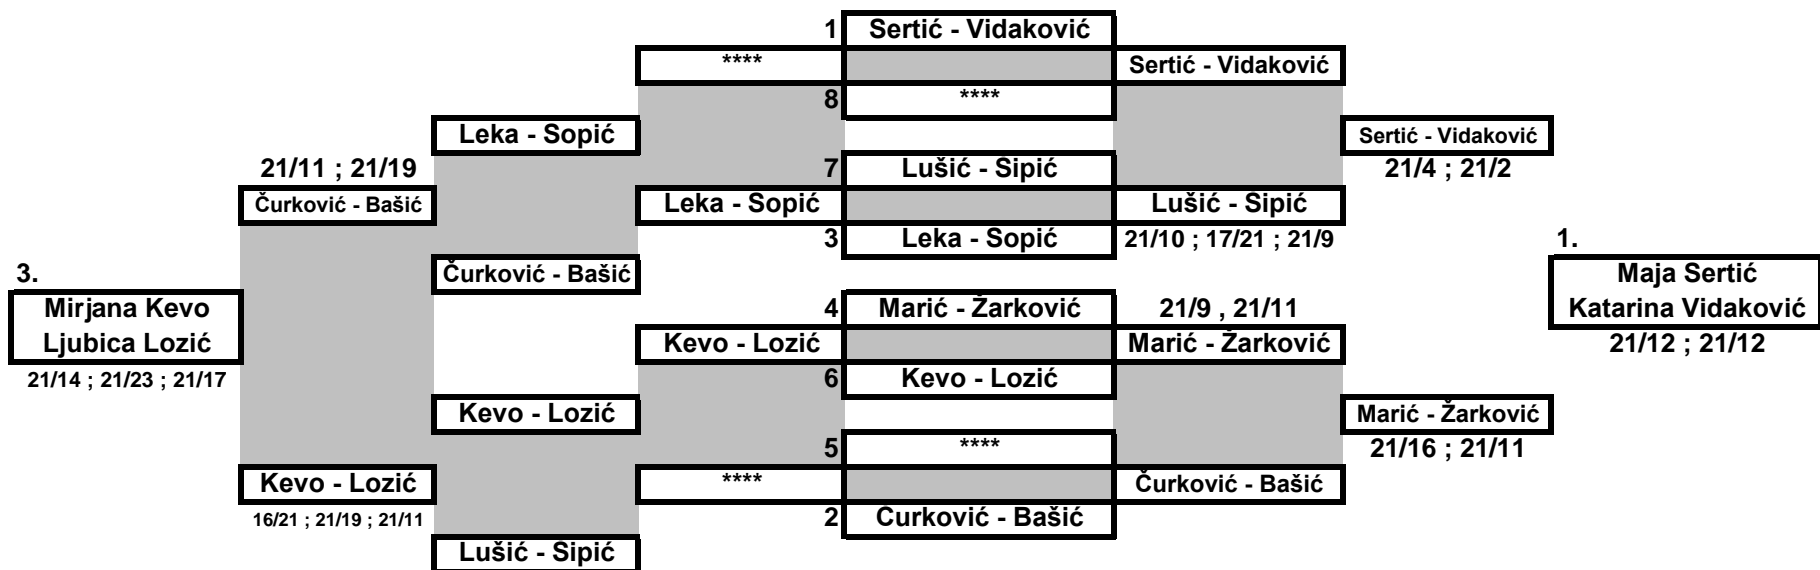 1 Sertić - Vidaković
**** Sertić - Vidaković
8 ****
Leka - Sopić Sertić - Vidaković
21/11 ; 21/19 7 Lušić - Šipić 21/4 ; 21/2
Čurković - Bašić Leka - Sopić Lušić - Šipić
3 Leka - Sopić 21/10 ; 17/21 ; 21/9 1.
3. Čurković - Bašić Maja Sertić
Mirjana Kevo 4 Marić - Žarković 21/9 , 21/11 Katarina Vidaković
Ljubica Lozić Kevo - Lozić Marić - Žarković 21/12 ; 21/12
21/14 ; 21/23 ; 21/17 6 Kevo - Lozić
Kevo - Lozić Marić - Žarković
5 **** 21/16 ; 21/11
Kevo - Lozić **** Čurković - Bašić
16/21 ; 21/19 ; 21/11 2 Čurković - Bašić
Lušić - Šipić